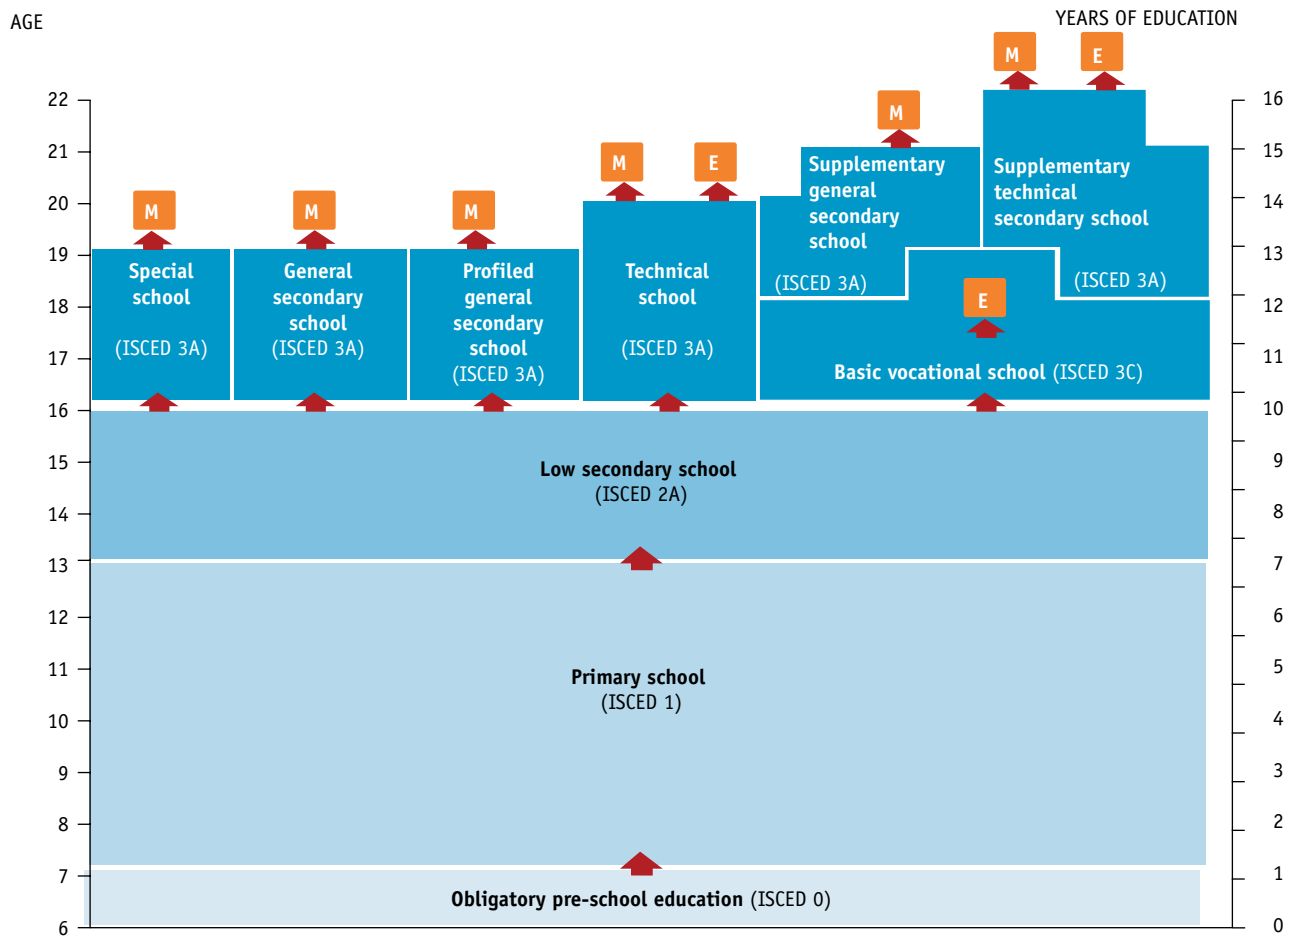 AGE
YEARS OF EDUCATION
M
E
22
16
M
21
15
M
E
Supplementary
general
secondary
school
(ISCED 3A)
Supplementary
technical
secondary school
(ISCED 3A)
20
14
M
M
M
19
13
Special
school
(ISCED 3A)
General
secondary
school
(ISCED 3A)
Profiled
general
secondary
school
(ISCED 3A)
Technical
school
(ISCED 3A)
E
18
12
17
11
Basic vocational school (ISCED 3C)
16
10
Low secondary school
(ISCED 2A)
15
9
14
8
13
7
12
6
Primary school
(ISCED 1)
11
5
10
4
9
3
8
2
7
1
Obligatory pre-school education (ISCED 0)
6
0